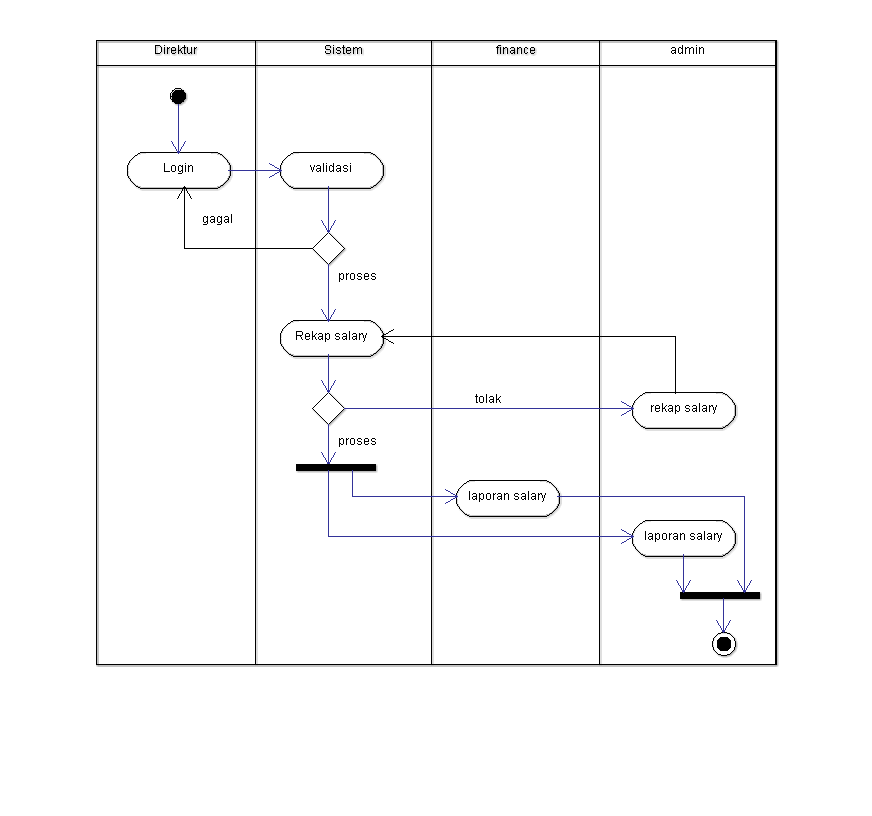 Direktur
Sistem
finance
admin
Login
validasi
gagal
proses
Rekap salary
tolak
rekap salary
proses
laporan salary
laporan salary